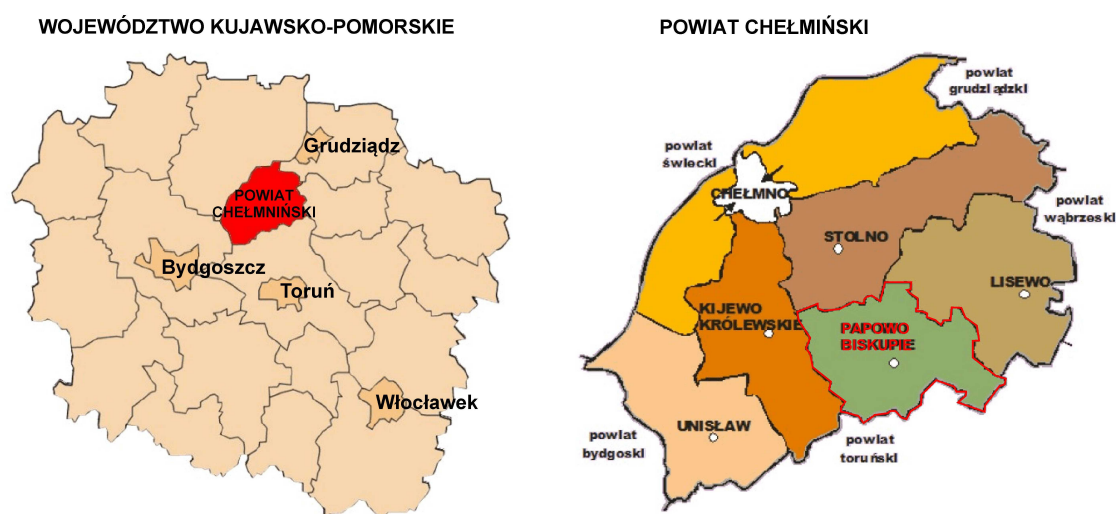 WOJEWÓDZTWO KUJAWSKO-POMORSKIE
Grudziądz
POWIAT
CHEŁMNIŃSKI
Bydgoszcz
Toruń
Włocławek
POWIAT CHEŁMIŃSKI
powiat
grudziądzki
powiat
świecki
CHEŁMNO
powiat
wąbrzeski
STOLNO
LISEWO
KIJEWO
KRÓLEWSKIE
PAPOWO
BISKUPIE
UNISŁAW
powiat
bydgoski
powiat
toruński